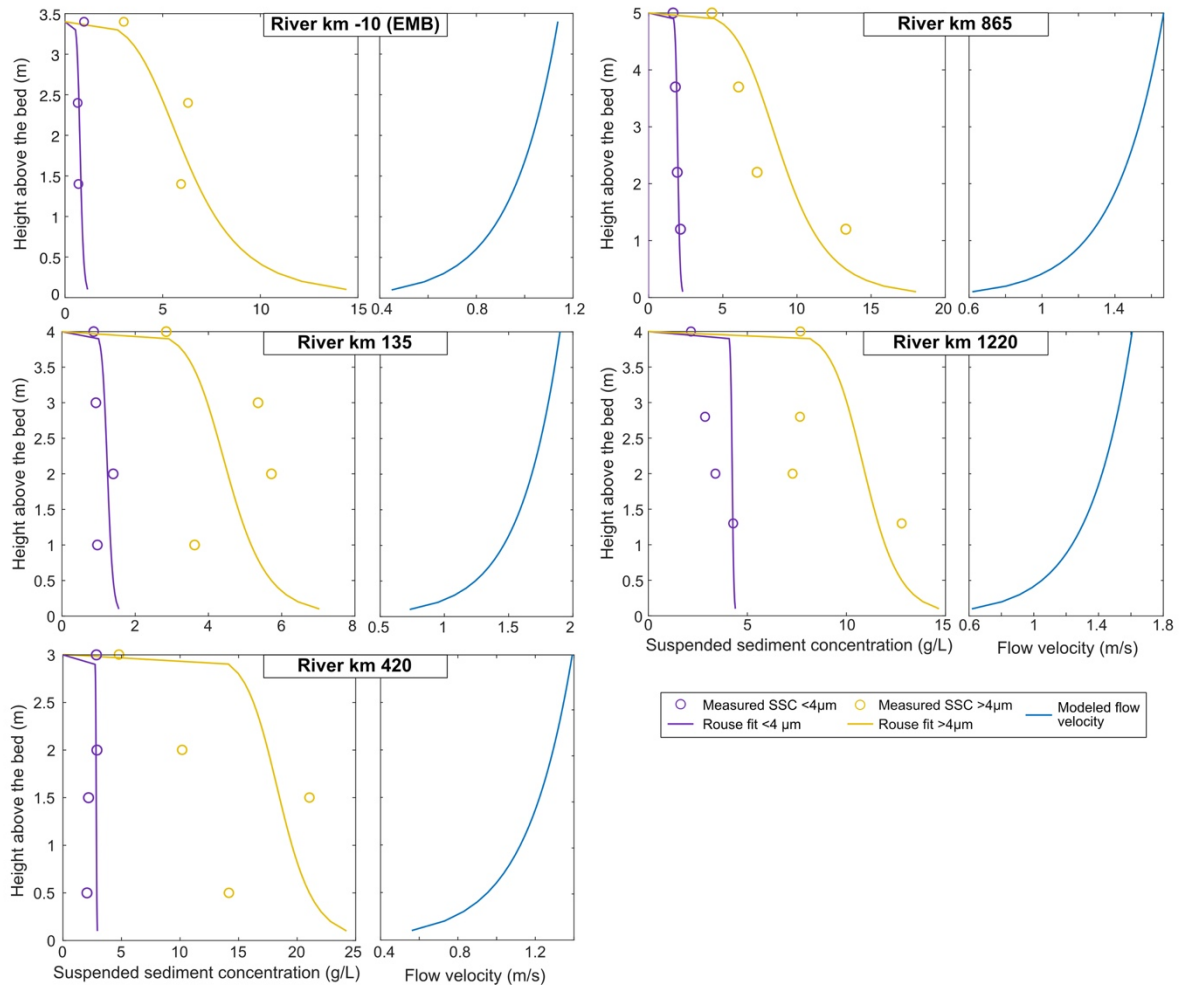 River km -10 (EMB)
Height above the bed (m)
3.5
3
2.5
2
1.5
1
0.5
0
0 5 10
0.4 0.8 1.2
River km 865
Height above the bed (m)
5
4
3
2
1
0
0 5 10 15 20
0.6 1 1.4
River km 135
Height above the bed (m)
4
3.5
3
2.5
2
1.5
1
0.5
0
0 2 4 6 8
0.5 1 1.5 2
River km 1220
Height above the bed (m)
4
3.5
3
2.5
2
1.5
1
0.5
0
0 5 10 15
0.6 1 1.4 1.8
Suspended sediment concentration (g/L)
Flow velocity (m/s)
River km 420
Height above the bed (m)
3
2.5
2
1.5
1
0.5
0
0 5 10 15 20 25
0.4 0.8 1.2
Suspended sediment concentration (g/L)
Flow velocity (m/s)
Measured SSC <4μm
Measured SSC >4μm
Modeled flow
velocity
Rouse fit <4 μm
Rouse fit >4μm